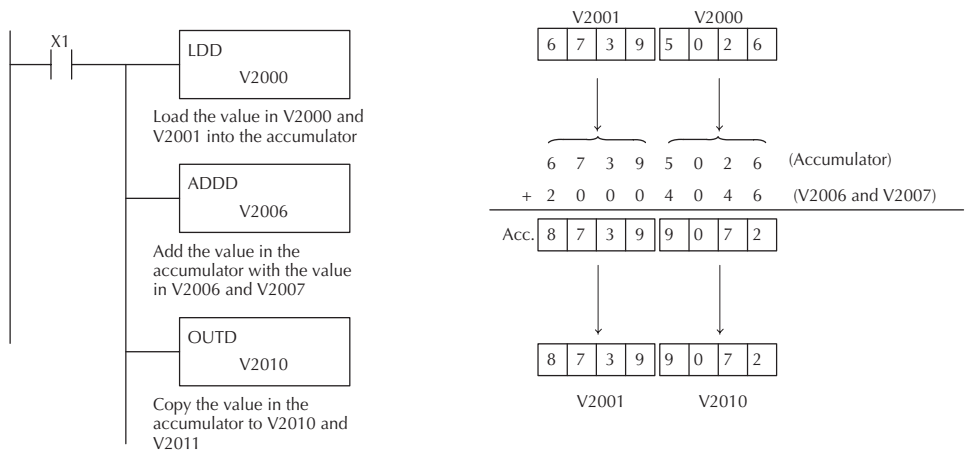 X1
LDD
V2000
Load the value in V2000 and
V2001 into the accumulator
ADDD
V2006
Add the value in the
accumulator with the value
in V2006 and V2007
OUTD
V2010
Copy the value in the
accumulator to V2010 and
V2011
V2001 V2000
6 7 3 9 5 0 2 6
6 7 3 9 5 0 2 6 (Accumulator)
+ 2 0 0 0 4 0 4 6 (V2006 and V2007)
Acc. 8 7 3 9 9 0 7 2
8 7 3 9 9 0 7 2
V2001 V2010